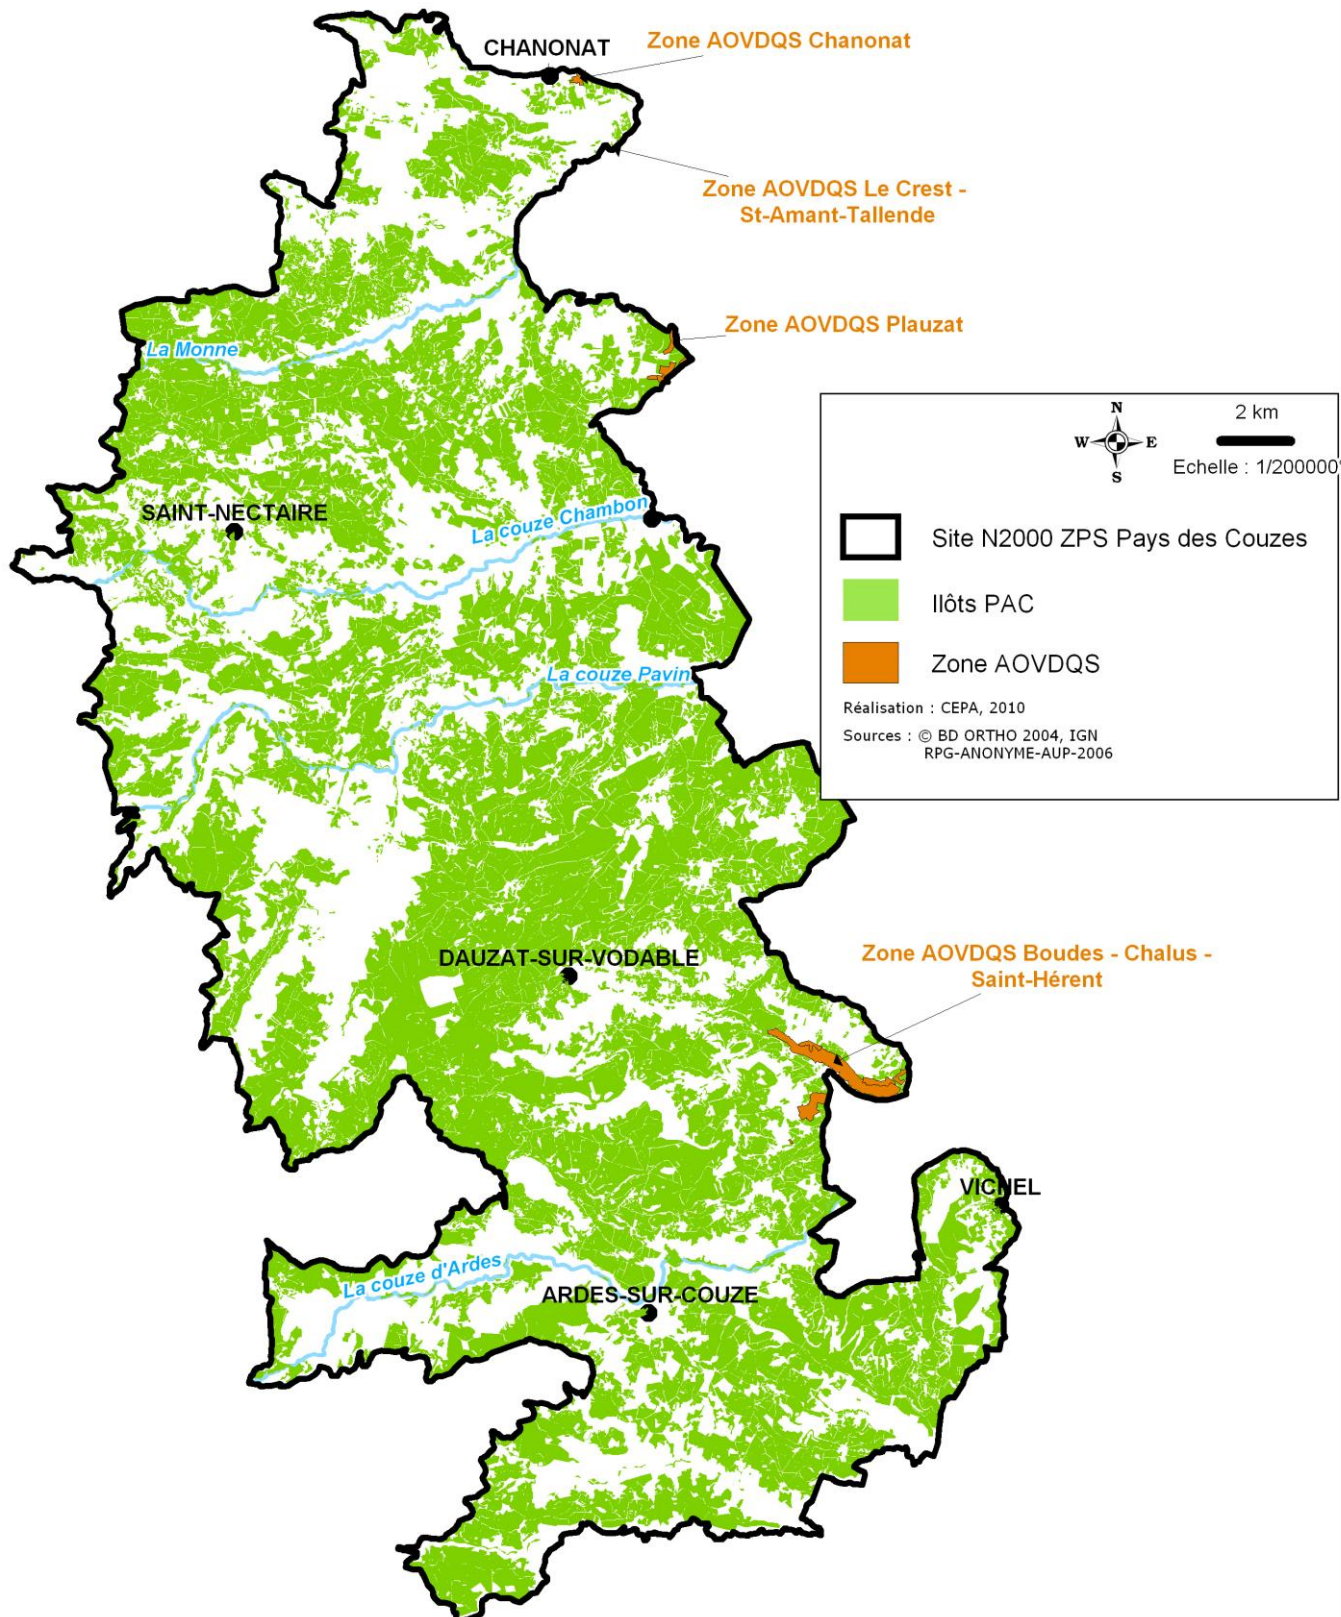 CHANONAT
Zone AOVDQS Chanonat
Zone AOVDQS Le Crest -
St-Amant-Tallende
Zone AOVDQS Plauzat
La Monne
N
W E
S
2 km
Echelle : 1/200000°
SAINT-NECTAIRE
La couze Chambon
Site N2000 ZPS Pays des Couzes
Ilôts PAC
Zone AOVDQS
La couze Pavin
Réalisation : CEPA, 2010
Sources : © BD ORTHO 2004, IGN
RPG-ANONYME-AUP-2006
DAUZAT-SUR-VODABLE
Zone AOVDQS Boudes - Chalus -
Saint-Hérent
VICHEL
La couze d'Ardes
ARDES-SUR-COUZE